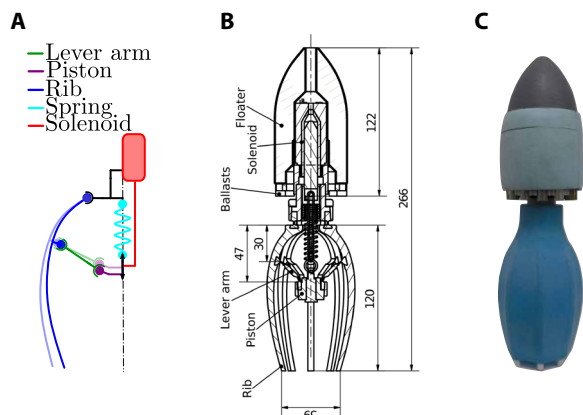 A
Lever arm
Piston
Rib
Spring
Solenoid
B
Floater
Solenoid
Ballasts
Lever arm
Piston
Rib
47
30
122
266
120
C